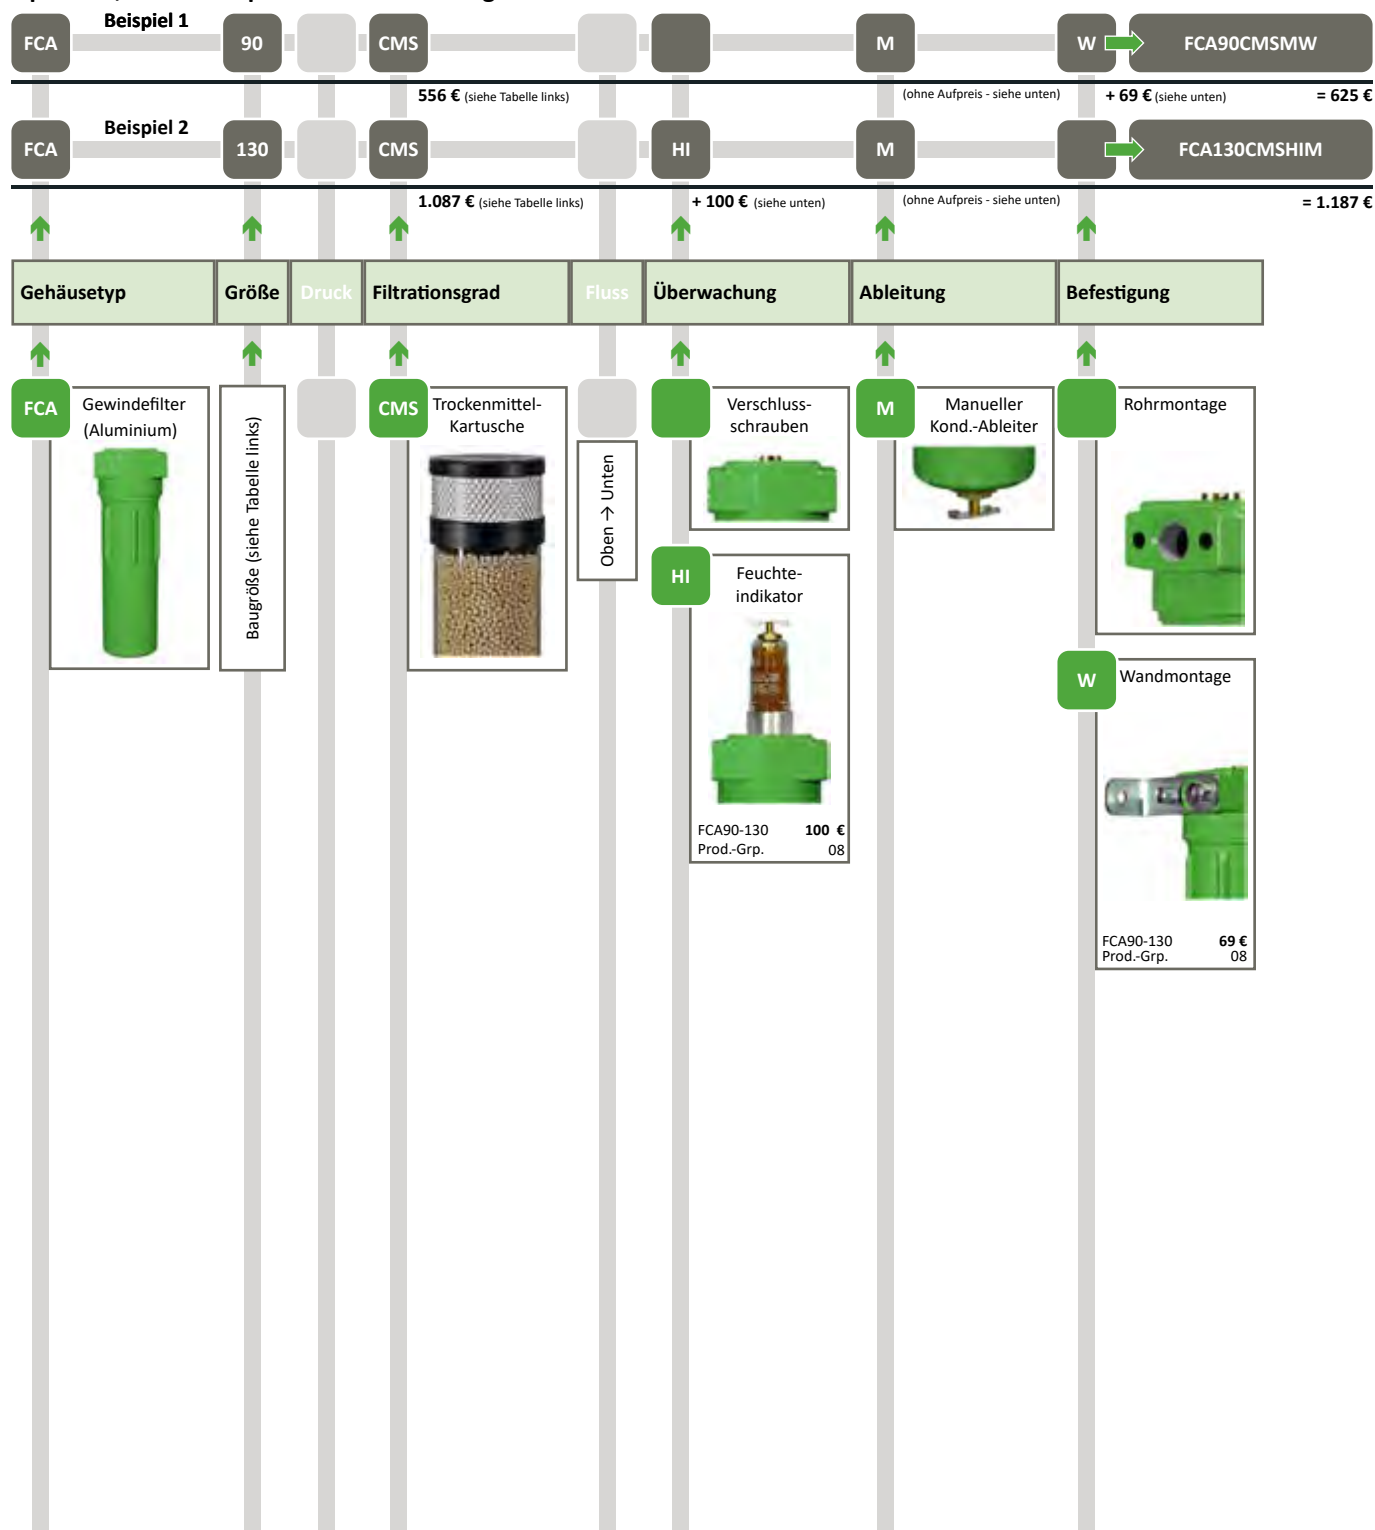 Beispiel 1
FCA 90 CMS M W FCA90CMSMW
556 € (siehe Tabelle links) (ohne Aufpreis - siehe unten) + 69 € (siehe unten) = 625 €
Beispiel 2
FCA 130 CMS HI M FCA130CMSHIM
1.087 € (siehe Tabelle links) + 100 € (siehe unten) (ohne Aufpreis - siehe unten) = 1.187 €
Gehäusetyp Größe Druck Filtrationsgrad Fluss Überwachung Ableitung Befestigung
FCA
Gewindefilter
(Aluminium)
Baugröße (siehe Tabelle links)
CMS
Trockenmittel-
Kartusche
Oben → Unten
Verschluss-
schrauben
HI
Feuchte-
indikator
FCA90-130 100 €
Prod.-Grp. 08
M
Manueller
Kond.-Ableiter
Rohrmontage
W
Wandmontage
FCA90-130 69 €
Prod.-Grp. 08